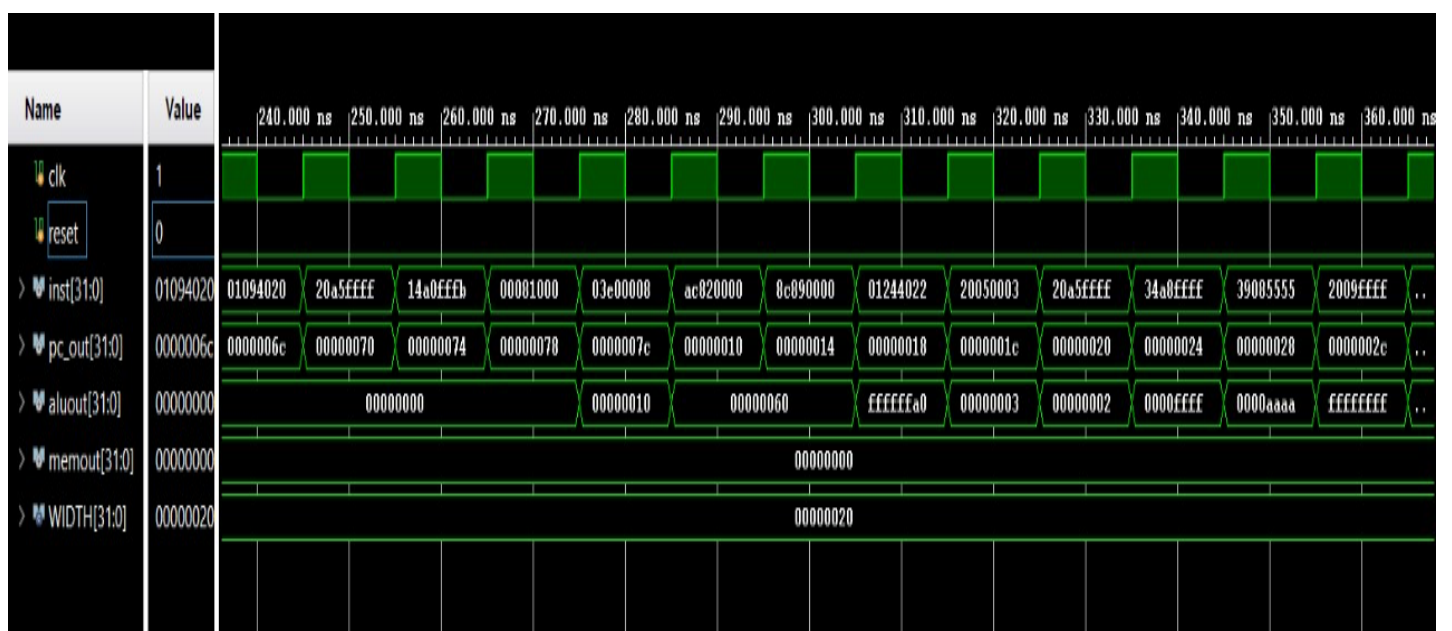 Name Value 240.000 ns 250.000 ns 260.000 ns 270.000 ns 280.000 ns 290.000 ns 300.000 ns 310.000 ns 320.000 ns 330.000 ns 340.000 ns 350.000 ns 360.000 ns
clk 1
reset 0
inst[31:0] 01094020 01094020 20a5ffff 14a0fffb 00081000 03e00008 ac820000 8c890000 01244022 20050003 20a5ffff 34a8ffff 39085555 2009ffff ..
pc_out[31:0] 0000006c 0000006c 00000070 00000074 00000078 0000007c 00000010 00000014 00000018 0000001c 00000020 00000024 00000028 0000002c ..
aluout[31:0] 00000000 00000000 00000010 00000060 ffffffa0 00000003 00000002 0000ffff 0000aaaa ffffffff ..
memout[31:0] 00000000 00000000
WIDTH[31:0] 00000020 00000020